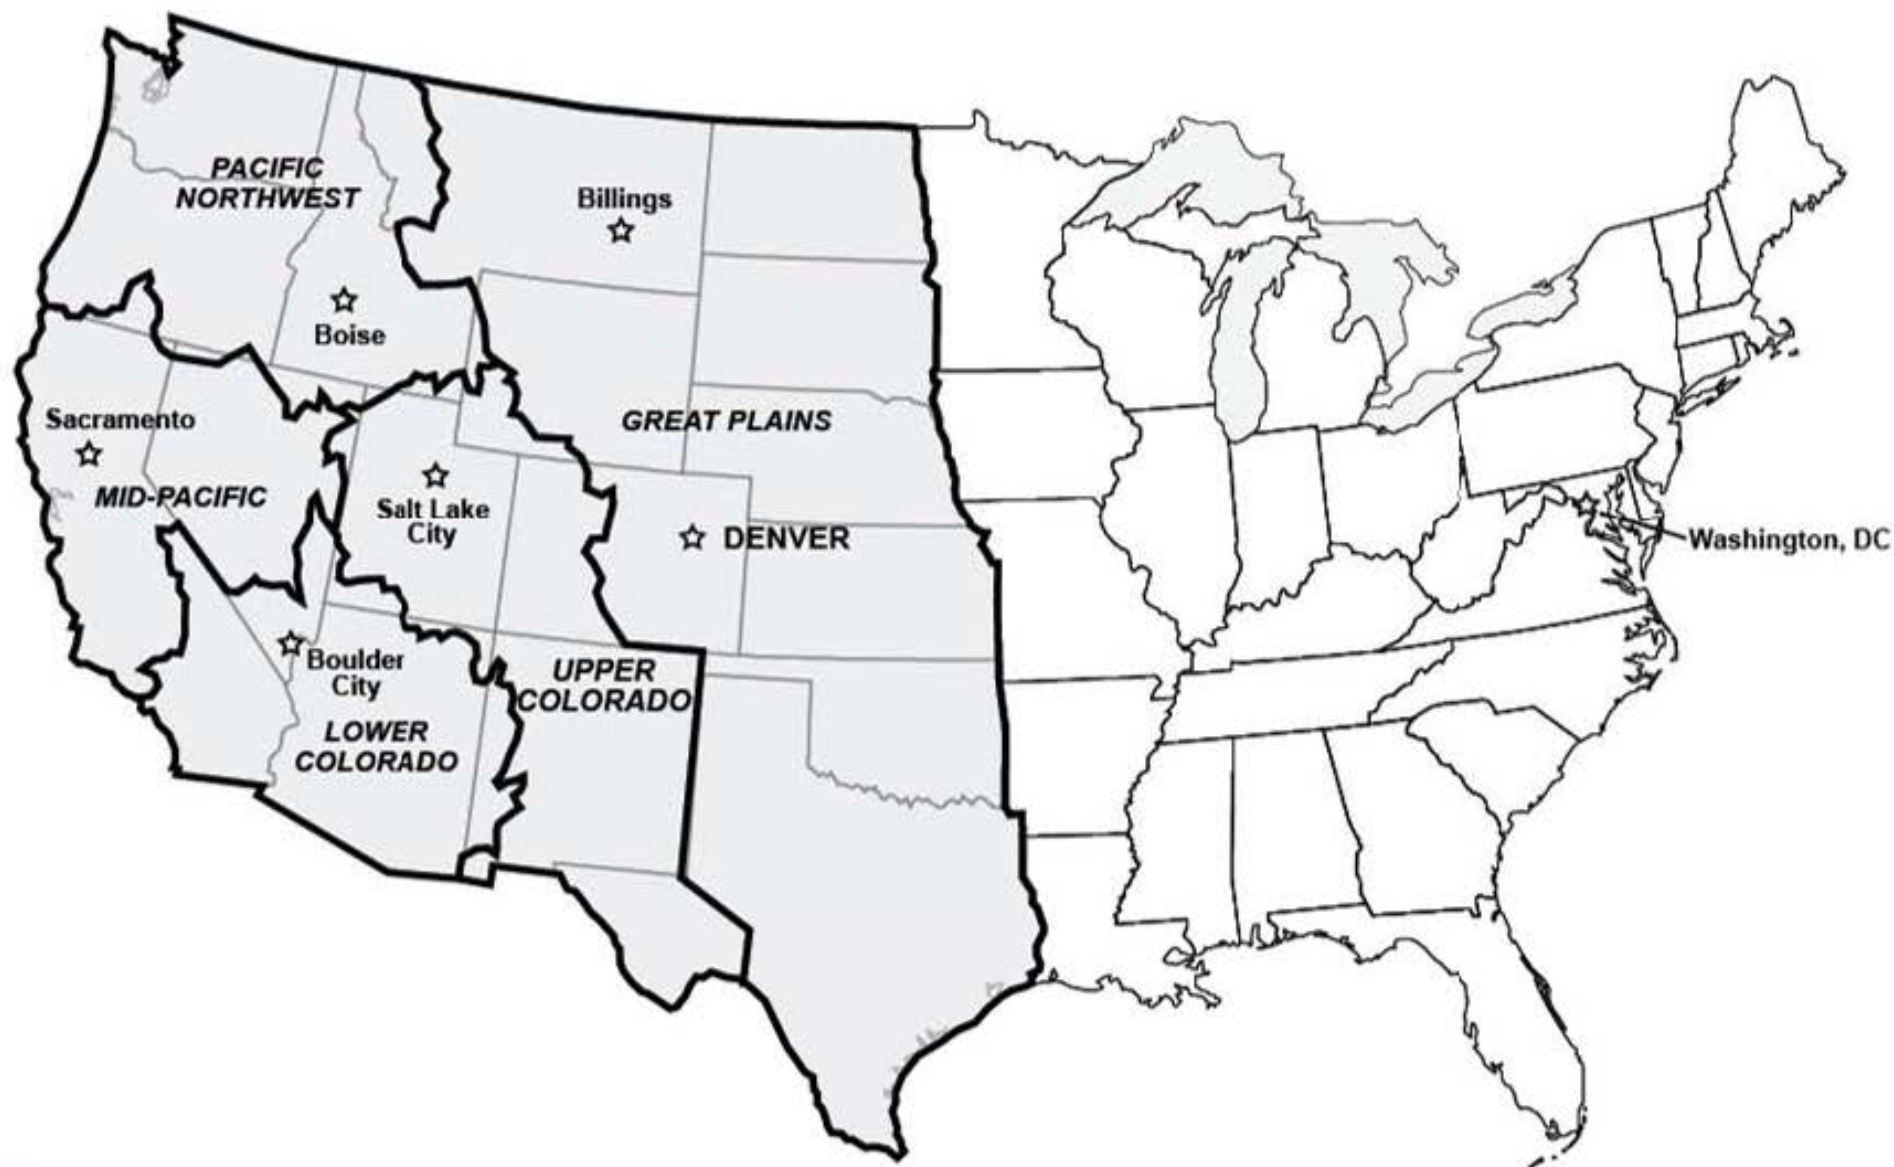 PACIFIC
NORTHWEST
Billings
Boise
Sacramento
MID-PACIFIC
Salt Lake
City
GREAT PLAINS
DENVER
Washington, DC
Boulder
City
LOWER
COLORADO
UPPER
COLORADO